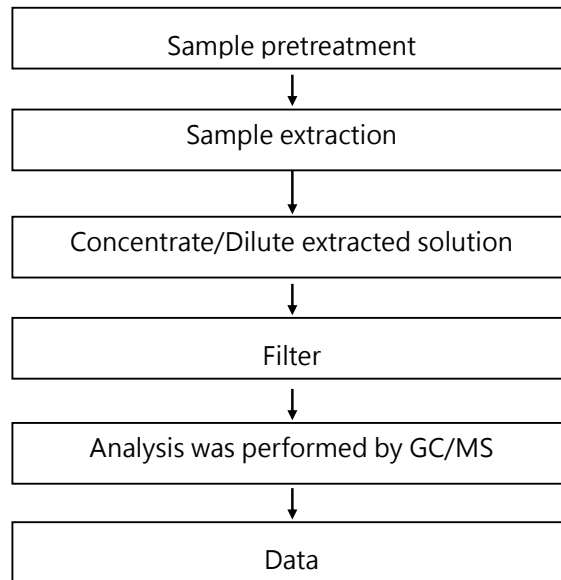 Sample pretreatment
Sample extraction
Concentrate/Dilute extracted solution
Filter
Analysis was performed by GC/MS
Data